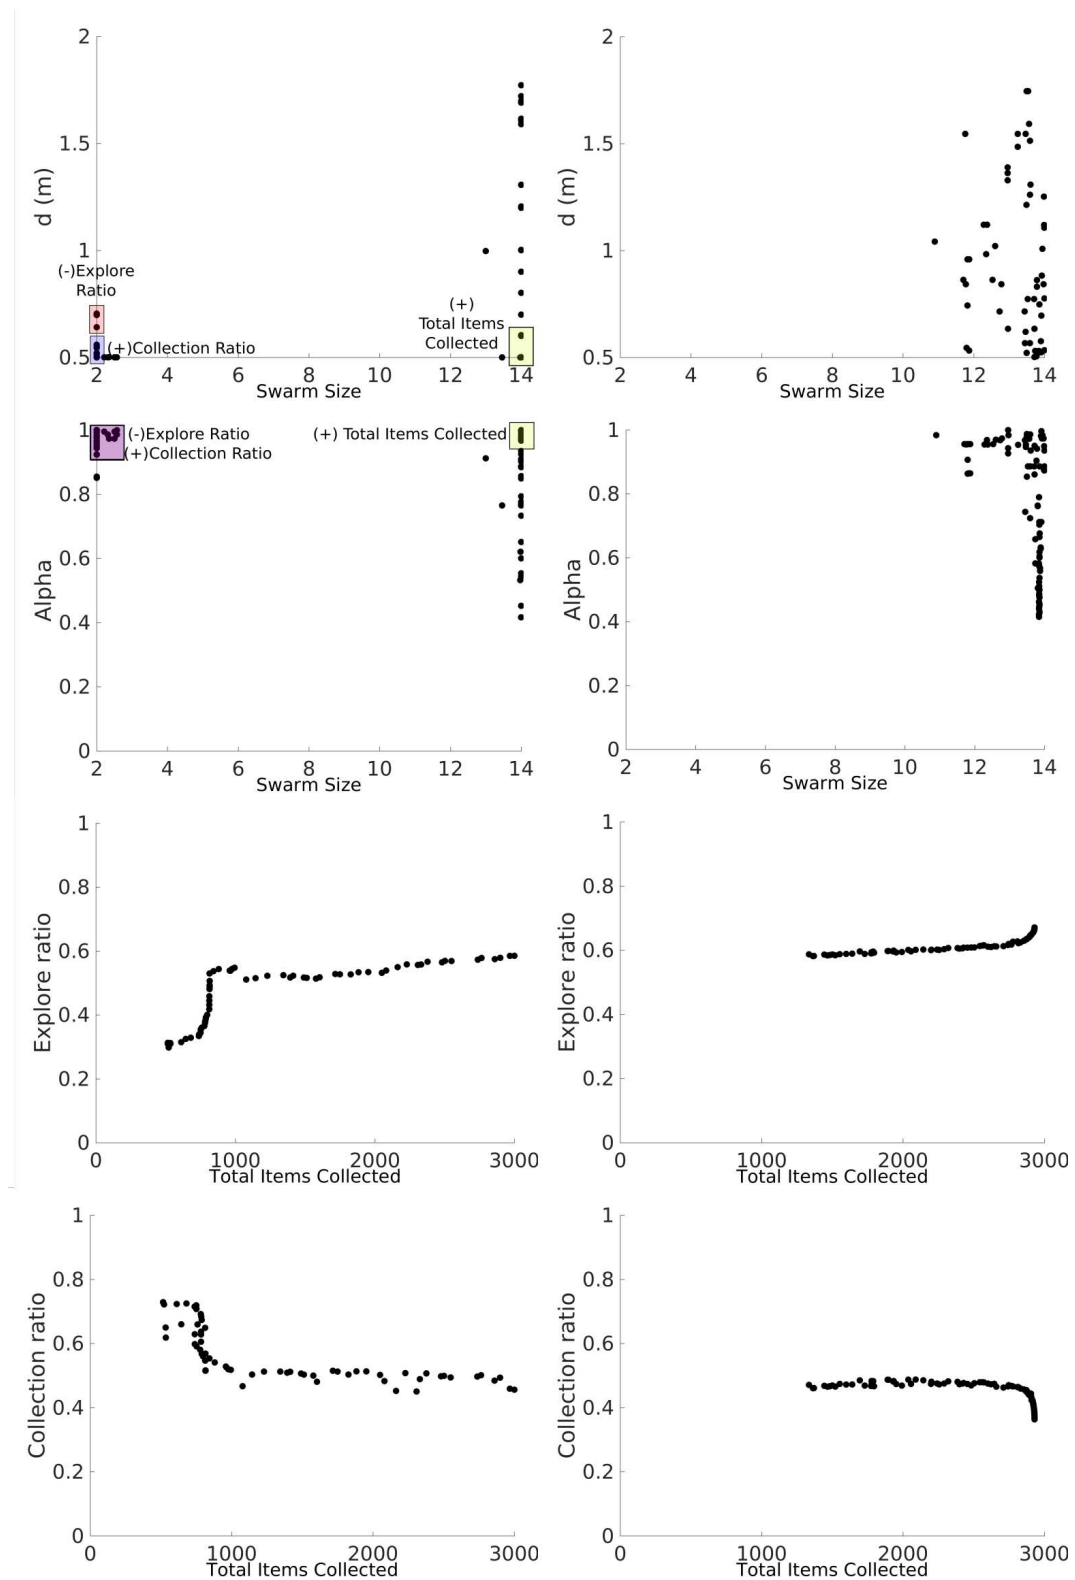 2
1.5
1
0.5
d (m)
(-)Explore
Ratio
(+)Collection Ratio
(+)
Total Items
Collected
2 4 6 8 10 12 14
Swarm Size
2
1.5
1
0.5
d (m)
2 4 6 8 10 12 14
Swarm Size
1
0.8
0.6
0.4
0.2
0
Alpha
(-)Explore Ratio
(+)Collection Ratio
(+) Total Items Collected
2 4 6 8 10 12 14
Swarm Size
1
0.8
0.6
0.4
0.2
0
Alpha
2 4 6 8 10 12 14
Swarm Size
1
0.8
0.6
0.4
0.2
0
Explore ratio
0 1000 2000 3000
Total Items Collected
1
0.8
0.6
0.4
0.2
0
Explore ratio
0 1000 2000 3000
Total Items Collected
1
0.8
0.6
0.4
0.2
0
Collection ratio
0 1000 2000 3000
Total Items Collected
1
0.8
0.6
0.4
0.2
0
Collection ratio
0 1000 2000 3000
Total Items Collected